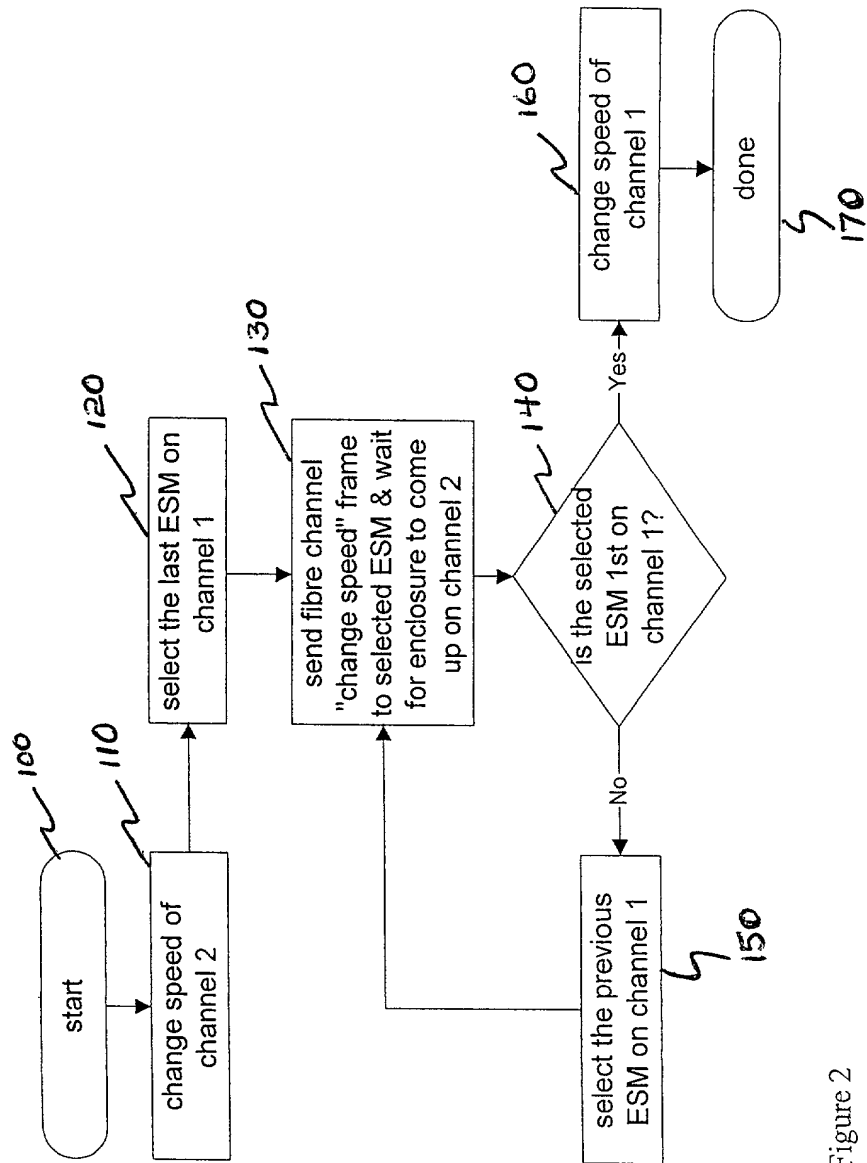 100
start
110
change speed of
channel 2
120
select the last ESM on
channel 1
130
send fibre channel
"change speed" frame
to selected ESM & wait
for enclosure to come
up on channel 2
140
is the selected
ESM 1st on
channel 1?
No
Yes
150
select the previous
ESM on channel 1
160
change speed of
channel 1
done
170
Figure 2